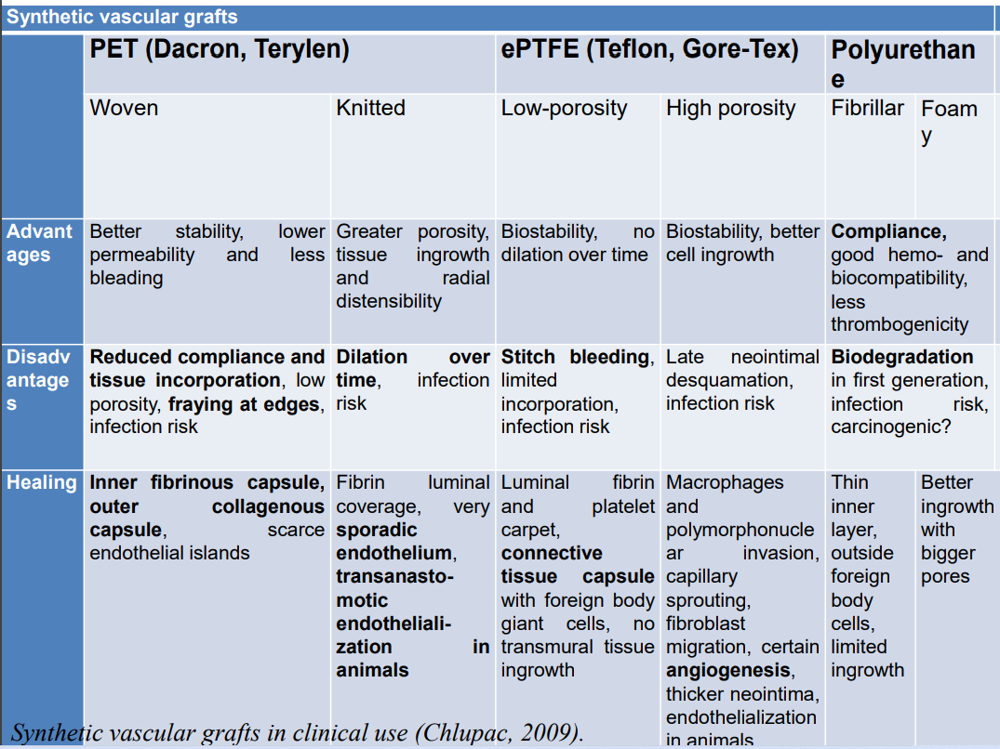 Synthetic vascular grafts
PET (Dacron, Terylen)
ePTFE (Teflon, Gore-Tex)
Polyurethan
e
Woven
Knitted
Low-porosity
High porosity
Fibrillar
Foam
y
Advant
ages
Better stability, lower
permeability and less
bleading
Greater porosity,
tissue ingrowth
and radial
distensibility
Biostability, no
dilation over time
Biostability, better
cell ingrowth
Compliance,
good hemo- and
biocompatibility,
less
thrombogenicity
Disadv
antage
s
Reduced compliance and
tissue incorporation, low
porosity, fraying at edges,
infection risk
Dilation over
time, infection
risk
Stitch bleeding,
limited
incorporation,
infection risk
Late neointimal
desquamation,
infection risk
Biodegradation
in first generation,
infection risk,
carcinogenic?
Healing
Inner fibrinous capsule,
outer collagenous
capsule, scarce
endothelial islands
Fibrin luminal
coverage, very
sporadic
endothelium,
transanasto-
motic
endotheliali-
zation in
animals
Luminal fibrin
and platelet
carpet,
connective
tissue capsule
with foreign body
giant cells, no
transmural tissue
ingrowth
Macrophages
and
polymorphonucle
ar invasion,
capillary
sprouting,
fibroblast
migration, certain
angiogenesis,
thicker neointima,
endothelialization
in animals
Thin
inner
layer,
outside
foreign
body
cells,
limited
ingrowth
Better
ingrowth
with
bigger
pores
Synthetic vascular grafts in clinical use (Chlupac, 2009).